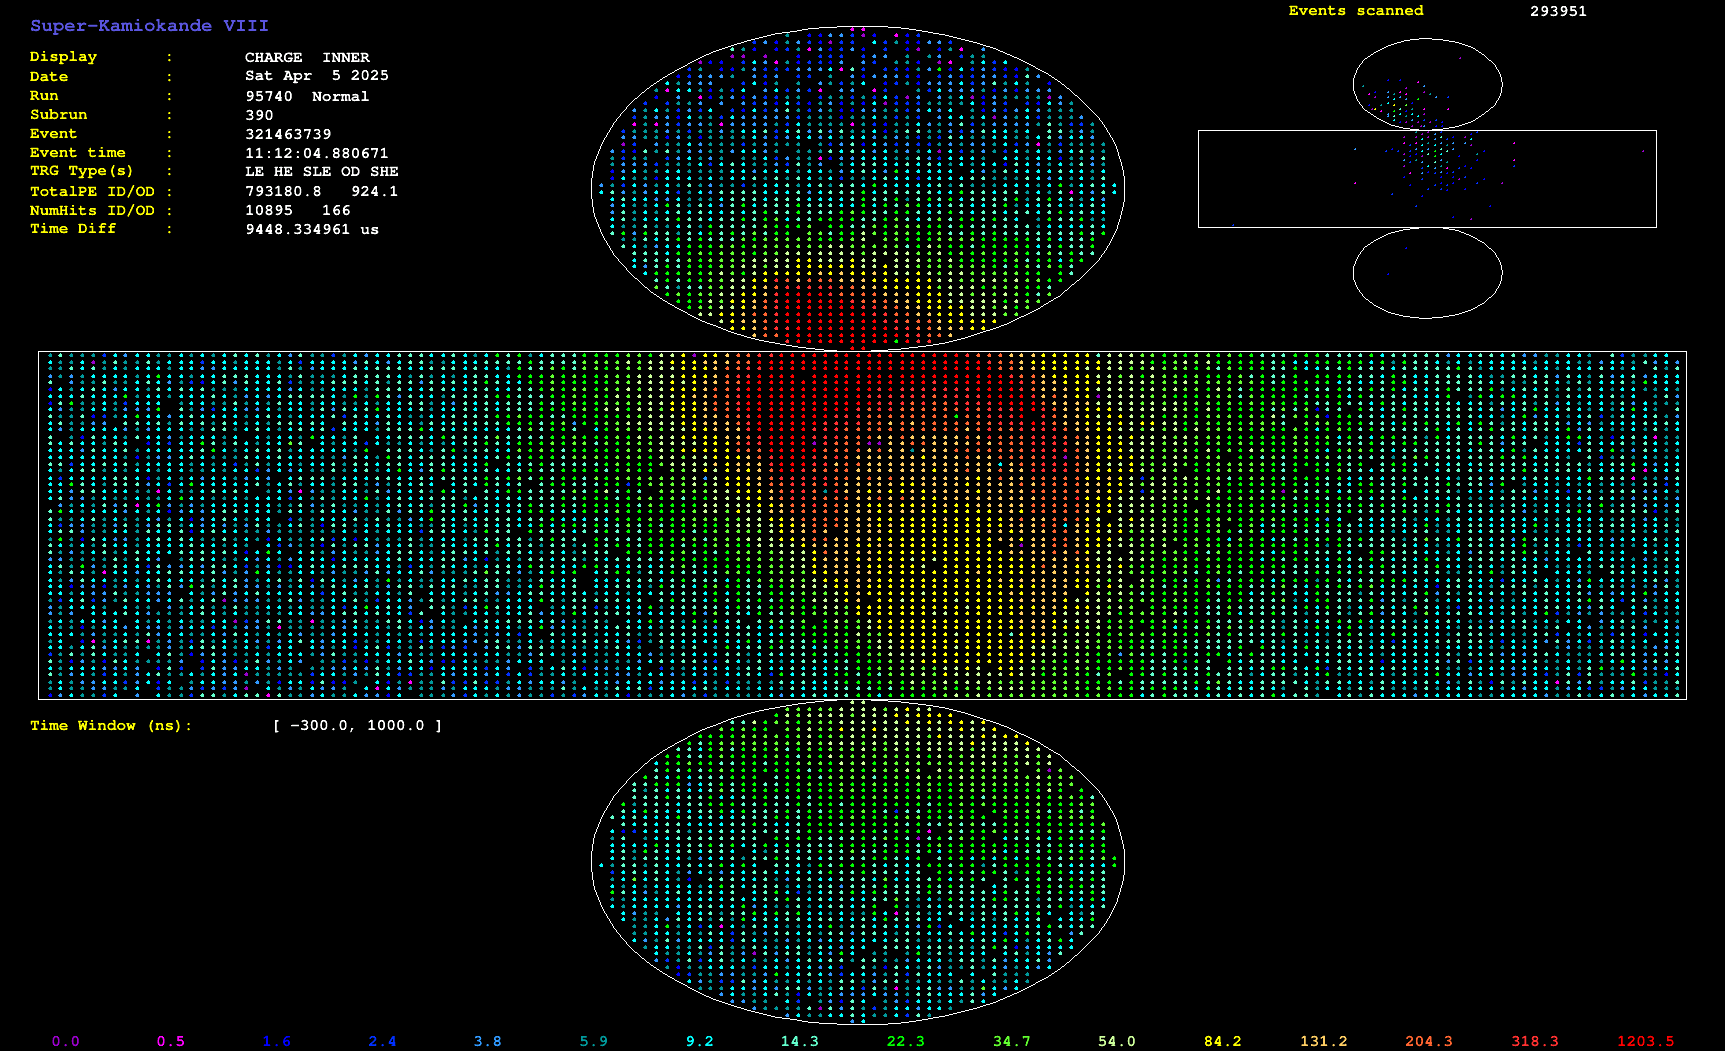 Super-Kamiokande VIII
Display : CHARGE INNER
Date : Sat Apr 5 2025
Run : 95740 Normal
Subrun : 390
Event : 321463739
Event time : 11:12:04.880671
TRG Type(s) : LE HE SLE OD SHE
TotalPE ID/OD : 793180.8 924.1
NumHits ID/OD : 10895 166
Time Diff : 9448.334961 us
Events scanned 293951
Time Window (ns): [ -300.0, 1000.0 ]
0.0 0.5 1.6 2.4 3.8 5.9 9.2 14.3 22.3 34.7 54.0 84.2 131.2 204.3 318.3 1203.5